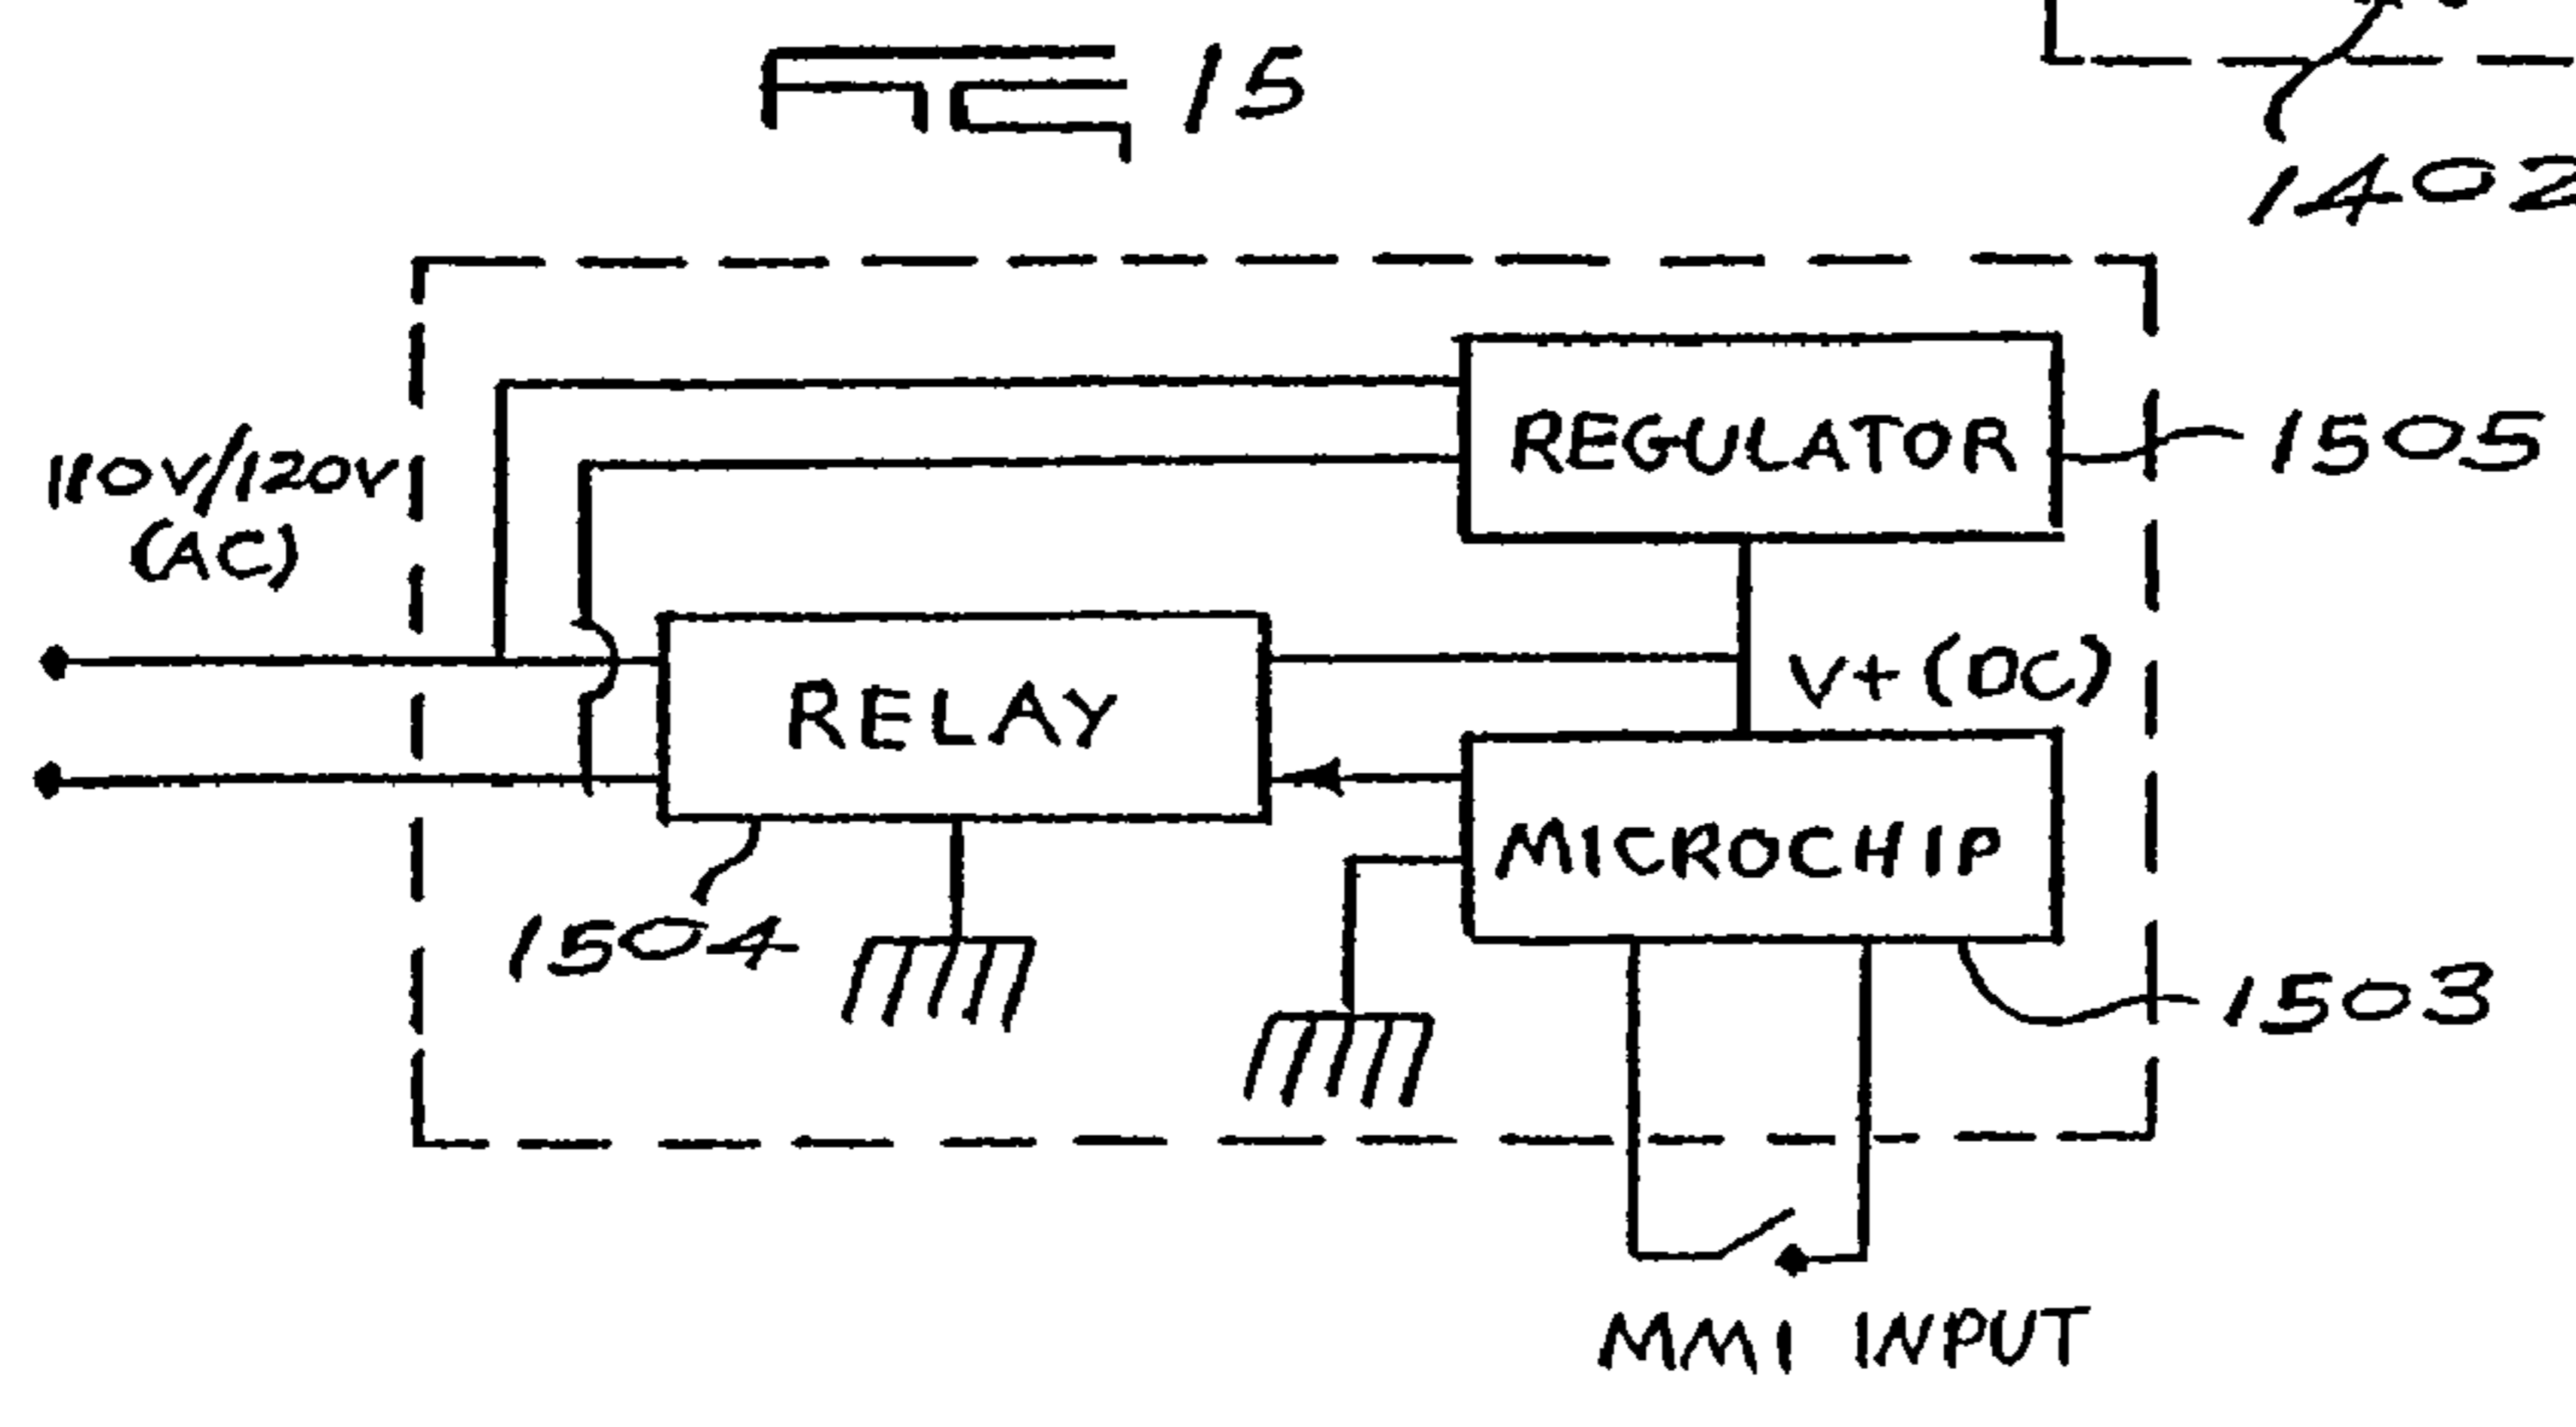 FIG 15
1402
110V/120V
(AC)
REGULATOR
1505
RELAY
V+ (DC)
MICROCHIP
1504
1503
MMI INPUT